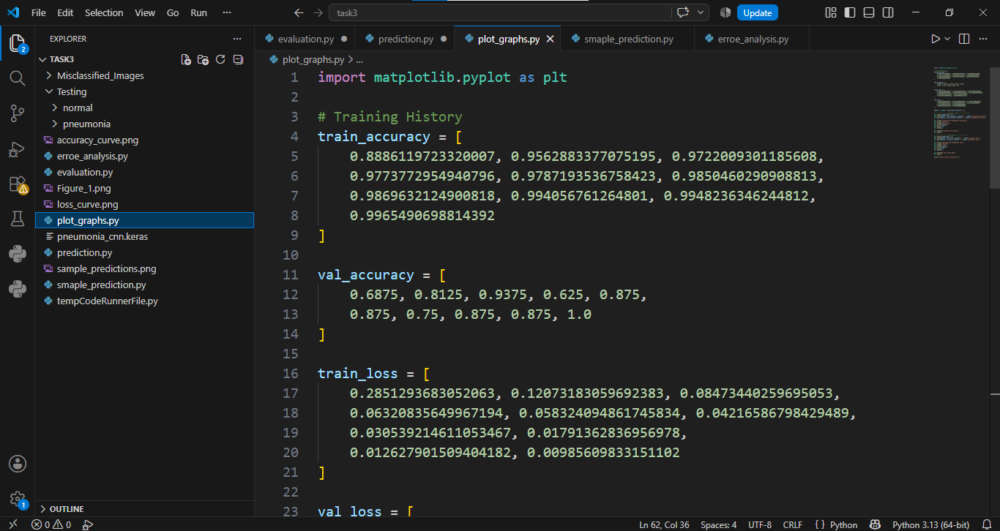 File Edit Selection View Go Run ··· task3 Update
EXPLORER ···
TASK3
Misclassified_Images
Testing
normal
pneumonia
accuracy_curve.png
erroe_analysis.py
evaluation.py
Figure_1.png
loss_curve.png
plot_graphs.py
pneumonia_cnn.keras
prediction.py
sample_predictions.png
smaple_prediction.py
tempCodeRunnerFile.py
OUTLINE
2
1
evaluation.py prediction.py plot_graphs.py smaple_prediction.py erroe_analysis.py ···
plot_graphs.py > ...
1 import matplotlib.pyplot as plt
2
3 # Training History
4 train_accuracy = [
5 0.8886119723320007, 0.9562883377075195, 0.9722009301185608,
6 0.9773772954940796, 0.9787193536758423, 0.9850460290908813,
7 0.9869632124900818, 0.994056761264801, 0.9948236346244812,
8 0.9965490698814392
9 ]
10
11 val_accuracy = [
12 0.6875, 0.8125, 0.9375, 0.625, 0.875,
13 0.875, 0.75, 0.875, 0.875, 1.0
14 ]
15
16 train_loss = [
17 0.2851293683052063, 0.12073183059692383, 0.08473440259695053,
18 0.06320835649967194, 0.058324094861745834, 0.04216586798429489,
19 0.030539214611053467, 0.01791362836956978,
20 0.012627901509404182, 0.00985609833151102
21 ]
22
23 val_loss = [
0 0 Ln 62, Col 36 Spaces: 4 UTF-8 CRLF { } Python Python 3.13 (64-bit)